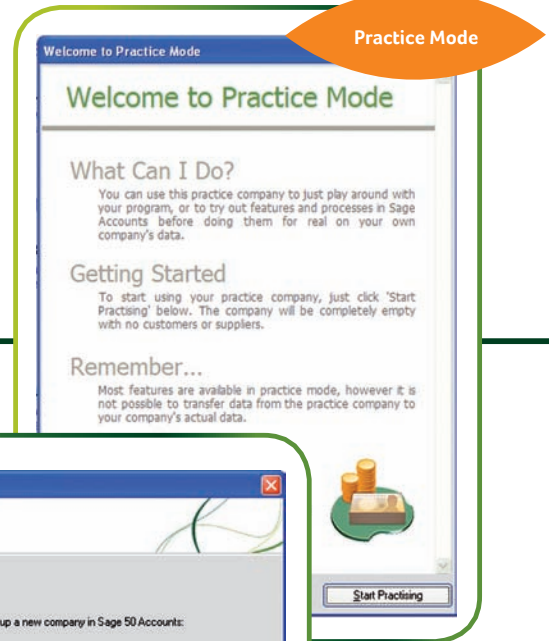 Practice Mode
Welcome to Practice Mode
Welcome to Practice Mode
What Can I Do?
You can use this practice company to just play around with
your program, or to try out features and processes in Sage
Accounts before doing them for real on your own
company's data.
Getting Started
To start using your practice company, just click 'Start
Practising' below. The company will be completely empty
with no customers or suppliers.
Remember...
Most features are available in practice mode, however it is
not possible to transfer data from the practice company to
your company's actual data.
Start Practising
up a new company in Sage 50 Accounts: